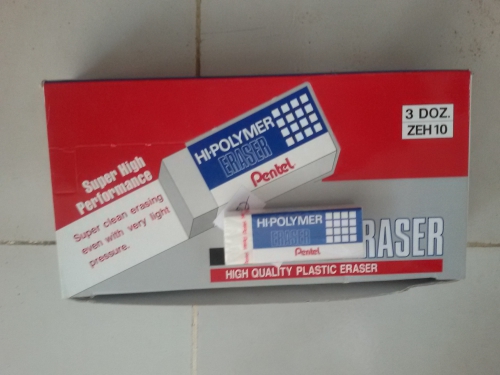 3 DOZ.
ZEH10
HI-POLYMER
ERASER
Pentel
Super High
Performance
Super clean erasing
even with very light
pressure.
HI-POLYMER
ERASER
Pentel
RASER
HIGH QUALITY PLASTIC ERASER